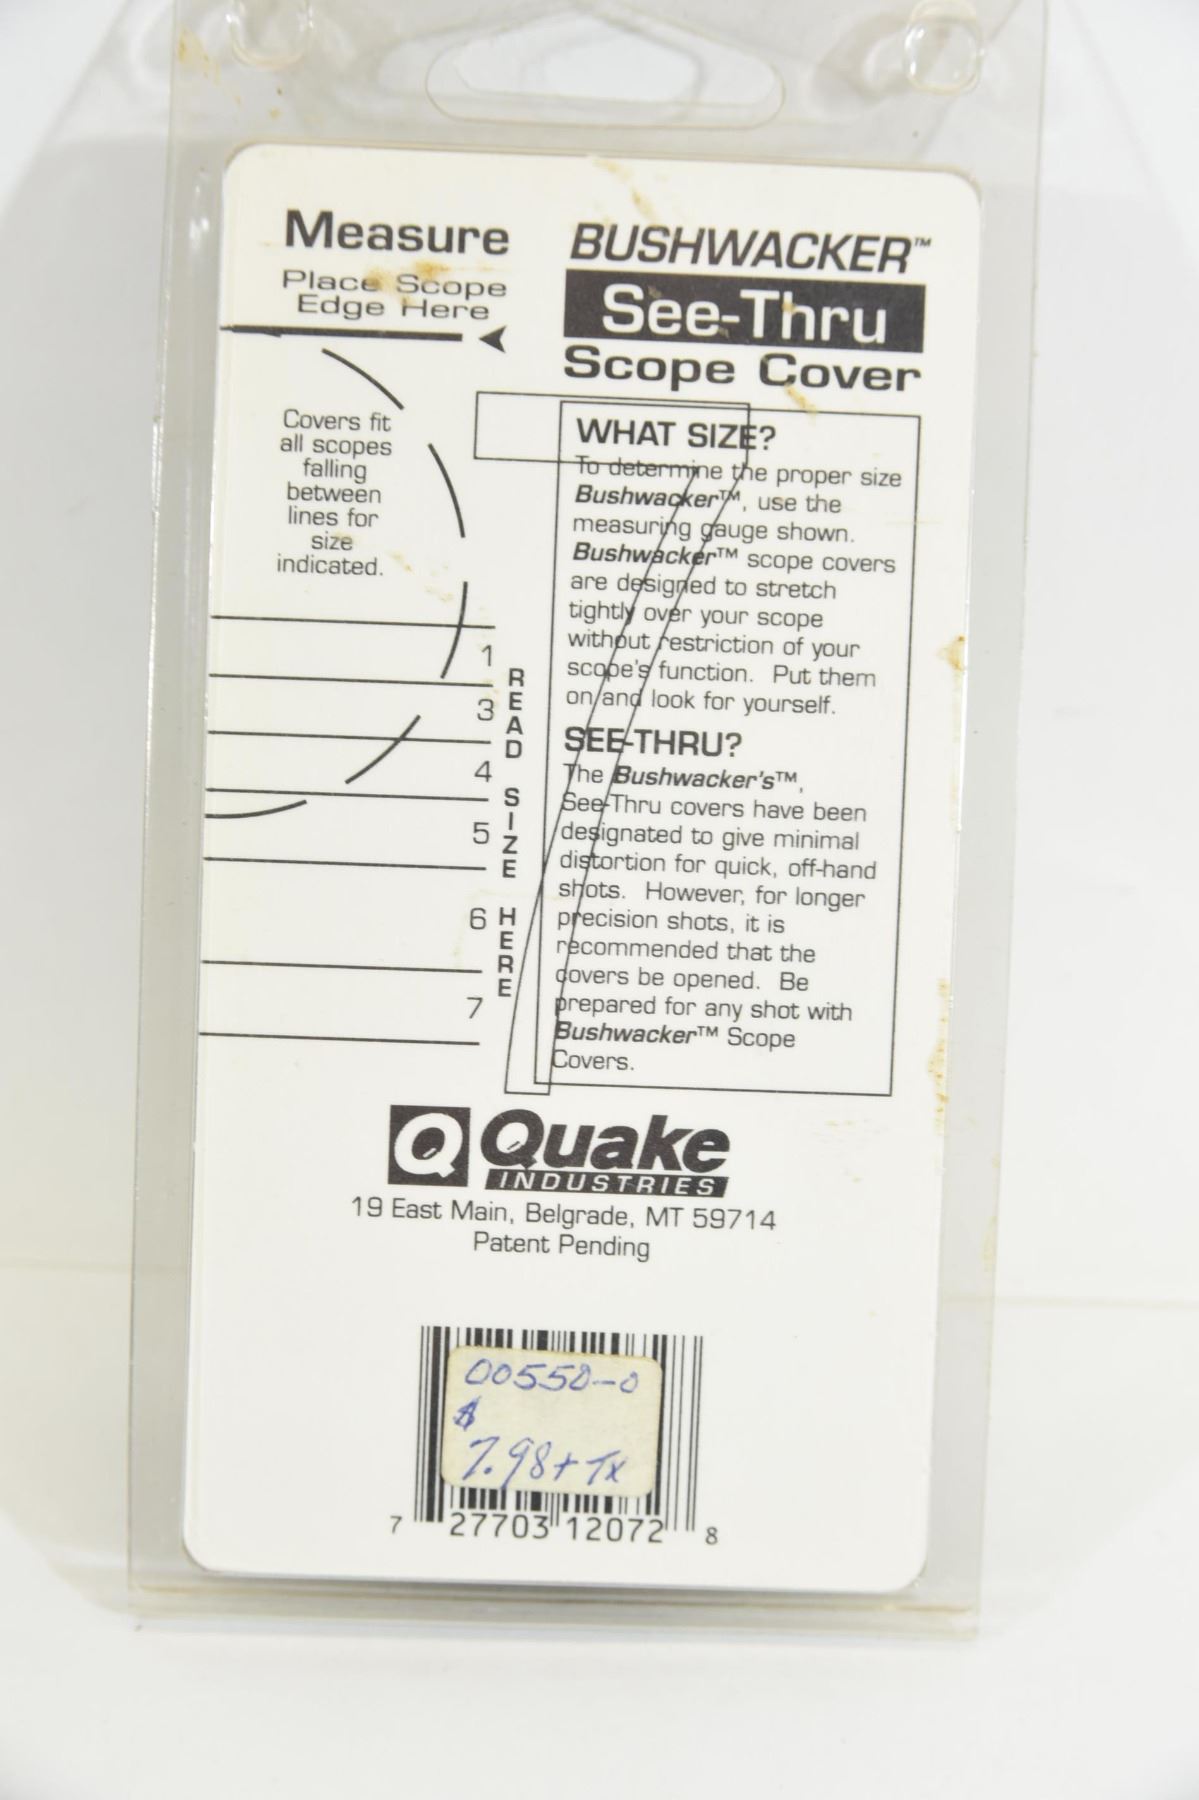 Measure
Place Scope
Edge Here
Covers fit
all scopes
falling
between
lines for
size
indicated.
1
3
4
5
6
7
READ SIZE HERE
BUSHWACKER™
See-Thru
Scope Cover
WHAT SIZE?
To determine the proper size
Bushwacker™, use the
measuring gauge shown.
Bushwacker™ scope covers
are designed to stretch
tightly over your scope
without restriction of your
scope's function. Put them
on and look for yourself.
SEE-THRU?
The Bushwacker's™,
See-Thru covers have been
designated to give minimal
distortion for quick, off-hand
shots. However, for longer
precision shots, it is
recommended that the
covers be opened. Be
prepared for any shot with
Bushwacker™ Scope
Covers.
Q Quake
INDUSTRIES
19 East Main, Belgrade, MT 59714
Patent Pending
00550-0
$
7.98+Tx
7 27703 12072 8